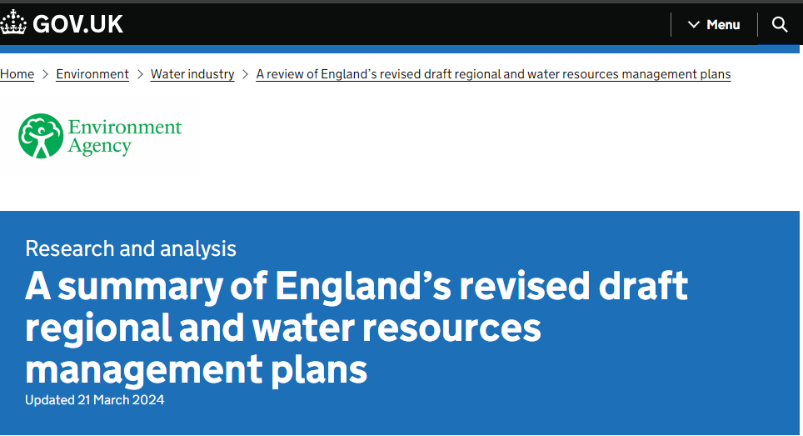 GOV.UK
Menu
Home > Environment > Water industry > A review of England's revised draft regional and water resources management plans
Environment
Agency
Research and analysis
A summary of England's revised draft
regional and water resources
management plans
Updated 21 March 2024